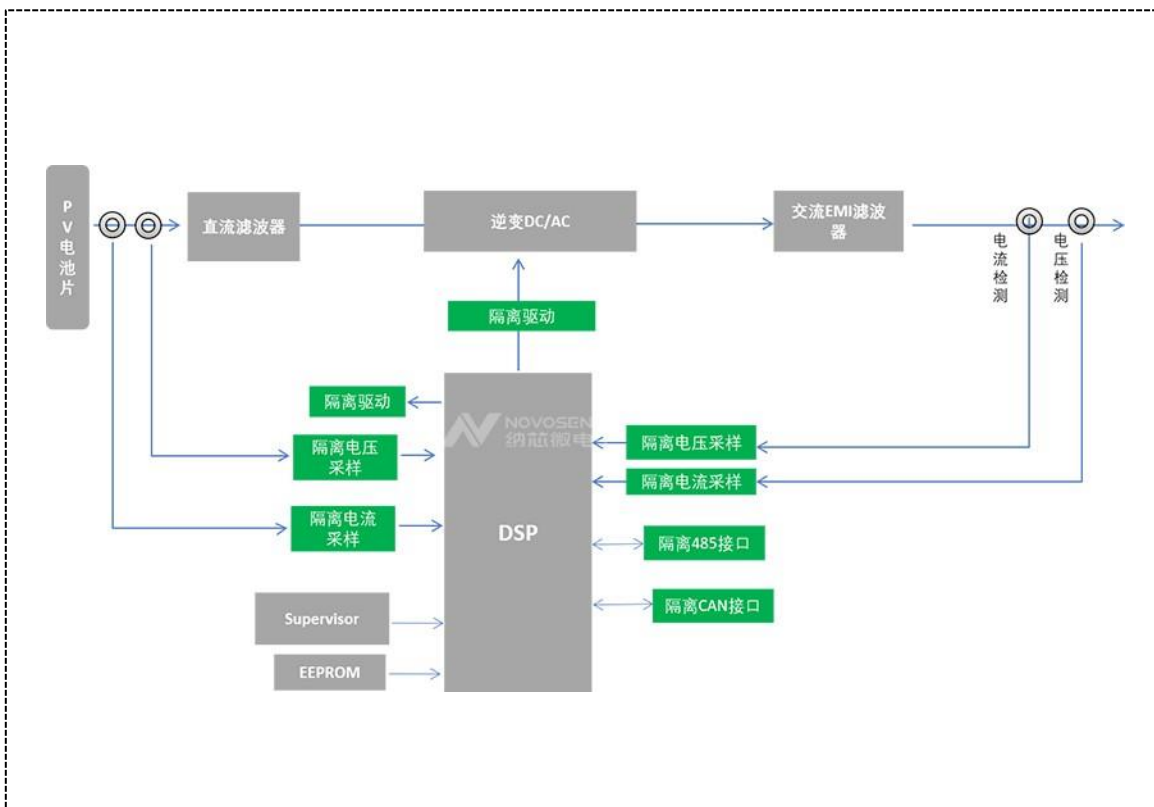 PV电池片
直流滤波器
逆变DC/AC
交流EMI滤波
器
电流检测
电压检测
隔离驱动
隔离驱动
NOVOSEN
纳芯微电
隔离电压
采样
隔离电压采样
隔离电流采样
隔离电流
采样
DSP
隔离485接口
隔离CAN接口
Supervisor
EEPROM